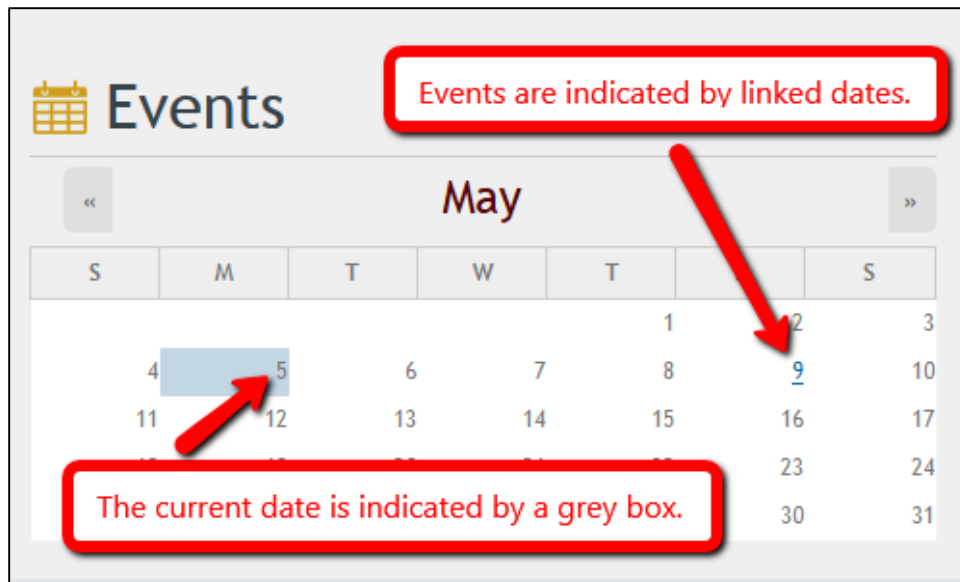 Events
Events are indicated by linked dates.
« May »
S M T W T S
1 2 3
4 5 6 7 8 9 10
11 12 13 14 15 16 17
23 24
The current date is indicated by a grey box.
30 31